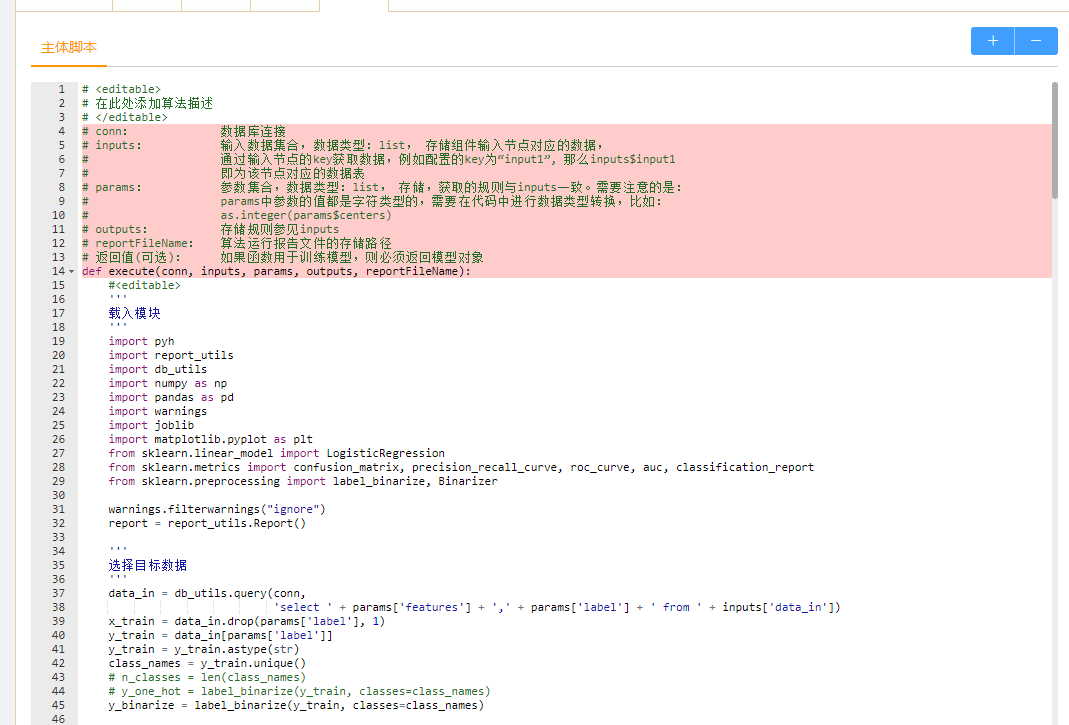 主体脚本
+ −
1 # <editable>
2 # 在此处添加算法描述
3 # </editable>
4 # conn: 数据库连接
5 # inputs: 输入数据集合，数据类型：list， 存储组件输入节点对应的数据，
6 # 通过输入节点的key获取数据，例如配置的key为“input1”, 那么inputs$input1
7 # 即为该节点对应的数据表
8 # params: 参数集合，数据类型：list， 存储，获取的规则与inputs一致。需要注意的是：
9 # params中参数的值都是字符类型的，需要在代码中进行数据类型转换，比如：
10 # as.integer(params$centers)
11 # outputs: 存储规则参见inputs
12 # reportFileName: 算法运行报告文件的存储路径
13 # 返回值(可选): 如果函数用于训练模型，则必须返回模型对象
14 def execute(conn, inputs, params, outputs, reportFileName):
15 #<editable>
16 '''
17 载入模块
18 '''
19 import pyh
20 import report_utils
21 import db_utils
22 import numpy as np
23 import pandas as pd
24 import warnings
25 import joblib
26 import matplotlib.pyplot as plt
27 from sklearn.linear_model import LogisticRegression
28 from sklearn.metrics import confusion_matrix, precision_recall_curve, roc_curve, auc, classification_report
29 from sklearn.preprocessing import label_binarize, Binarizer
30
31 warnings.filterwarnings("ignore")
32 report = report_utils.Report()
33
34 '''
35 选择目标数据
36 '''
37 data_in = db_utils.query(conn,
38 'select ' + params['features'] + ',' + params['label'] + ' from ' + inputs['data_in'])
39 x_train = data_in.drop(params['label'], 1)
40 y_train = data_in[params['label']]
41 y_train = y_train.astype(str)
42 class_names = y_train.unique()
43 # n_classes = len(class_names)
44 # y_one_hot = label_binarize(y_train, classes=class_names)
45 y_binarize = label_binarize(y_train, classes=class_names)
46